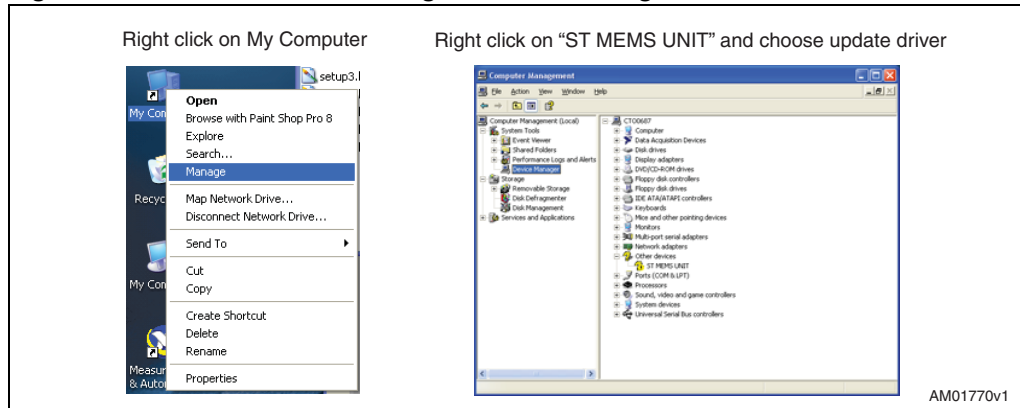 Right click on My Computer
Right click on “ST MEMS UNIT” and choose update driver
setup3.l
My Con
Open
Browse with Paint Shop Pro 8
Explore
Search...
Manage
Recyc
Map Network Drive...
Disconnect Network Drive...
Send To
My Con
Cut
Copy
Create Shortcut
Delete
Rename
Measur
& Auto
Properties
Computer Management
File Action View Window Help
Computer Management (Local)
System Tools
Event Viewer
Shared Folders
Performance Logs and Alerts
Device Manager
Storage
Removable Storage
Disk Defragmenter
Disk Management
Services and Applications
CTO0687
Computer
Data Acquisition Devices
Disk drives
Display adapters
DVD/CD-ROM drives
Floppy disk controllers
Floppy disk drives
IDE ATA/ATAPI controllers
Keyboards
Mice and other pointing devices
Monitors
Multi-port serial adapters
Network adapters
Other devices
ST MEMS UNIT
Ports (COM & LPT)
Processors
Sound, video and game controllers
System devices
Universal Serial Bus controllers
AM01770v1